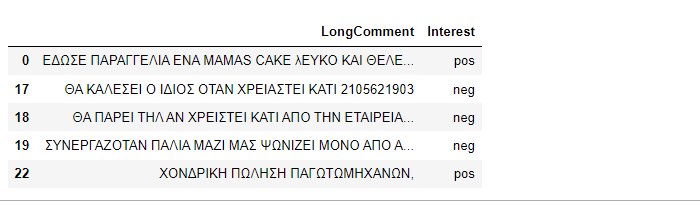 LongComment Interest
0 ΕΔΩΣΕ ΠΑΡΑΓΓΕΛΙΑ ΕΝΑ MAMAS CAKE λΕΥΚΟ ΚΑΙ ΘΕΛΕ... pos
17 ΘΑ ΚΑΛΕΣΕΙ Ο ΙΔΙΟΣ ΟΤΑΝ ΧΡΕΙΑΣΤΕΙ ΚΑΤΙ 2105621903 neg
18 ΘΑ ΠΑΡΕΙ ΤΗΛ ΑΝ ΧΡΕΙΣΤΕΙ ΚΑΤΙ ΑΠΟ ΤΗΝ ΕΤΑΙΡΕΙΑ... neg
19 ΣΥΝΕΡΓΑΖΟΤΑΝ ΠΑΛΙΑ ΜΑΖΙ ΜΑΣ ΨΩΝΙΖΕΙ ΜΟΝΟ ΑΠΟ Α... neg
22 ΧΟΝΔΡΙΚΗ ΠΩΛΗΣΗ ΠΑΓΩΤΩΜΗΧΑΝΩΝ, pos